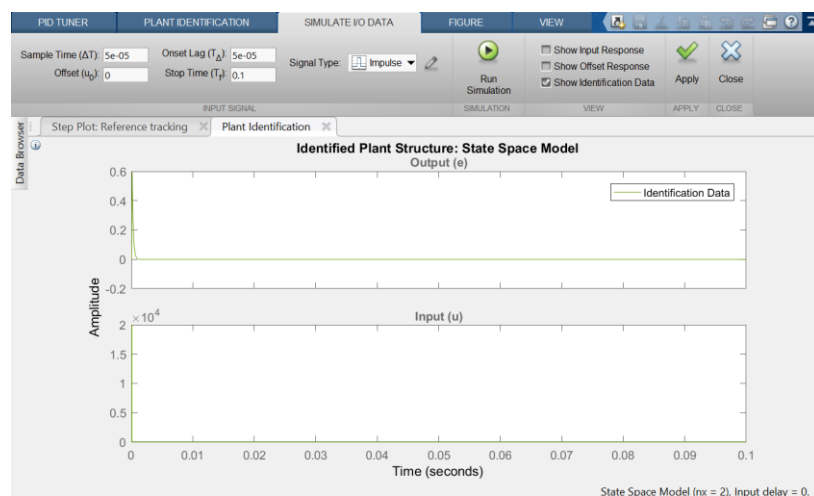 PID TUNER PLANT IDENTIFICATION SIMULATE I/O DATA FIGURE VIEW
Sample Time (ΔT): 5e-05 Onset Lag (TΔ): 5e-05
Offset (u0): 0 Stop Time (Tf): 0.1
Signal Type: Impulse
Run
Simulation
Show Input Response
Show Offset Response
Show Identification Data
Apply Close
INPUT SIGNAL SIMULATION VIEW APPLY CLOSE
Data Browser
Step Plot: Reference tracking Plant Identification
Identified Plant Structure: State Space Model
Output (e)
Identification Data
0.6
0.4
0.2
0
-0.2
Amplitude
×10^4
Input (u)
2
1.5
1
0.5
0
0 0.01 0.02 0.03 0.04 0.05 0.06 0.07 0.08 0.09 0.1
Time (seconds)
State Space Model (nx = 2), Input delay = 0.